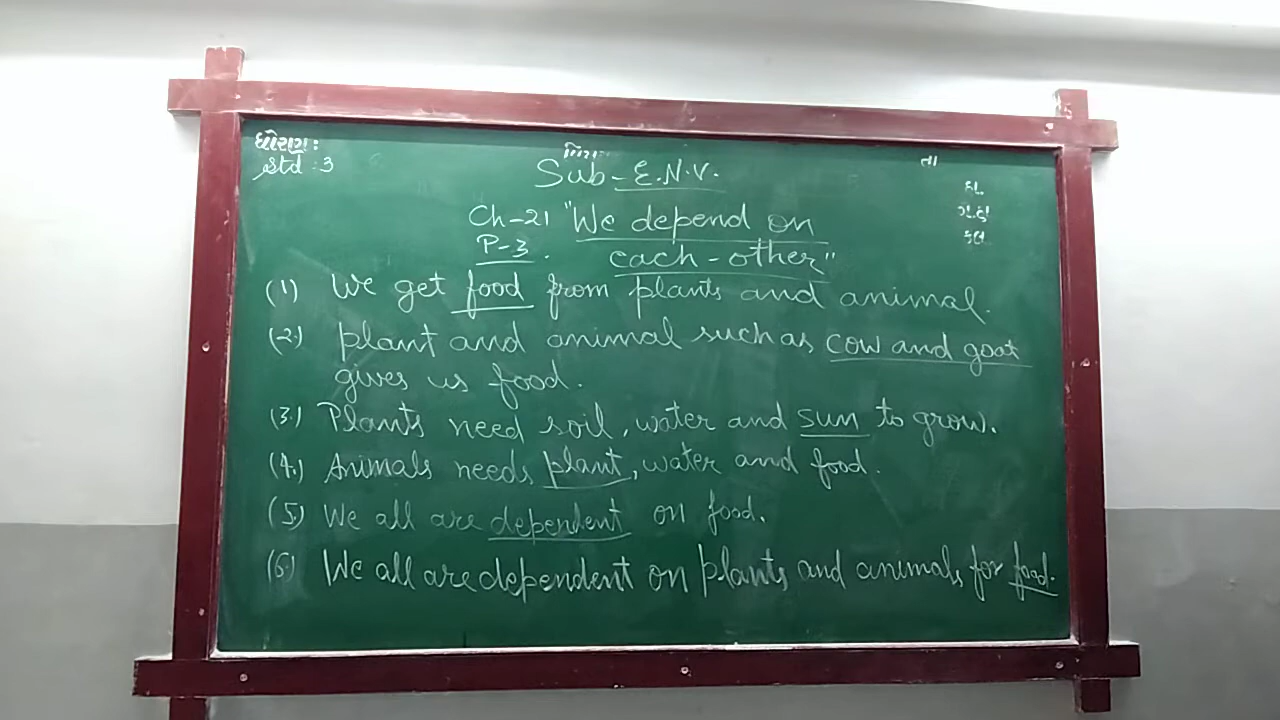 ધોરણ :
Std : 3
વિષય
તા
Sub - E.N.V.
હા.
ગ.હા
કુલ
Ch-21 "We depend on
P-3. each-other"
(1) We get food from plants and animal.
(2.) plant and animal such as cow and goat
gives us food.
(3.) Plants need soil, water and sun to grow.
(4.) Animals needs plant, water and food.
(5) We all are dependent on food.
(6.) We all are dependent on plants and animals for food.